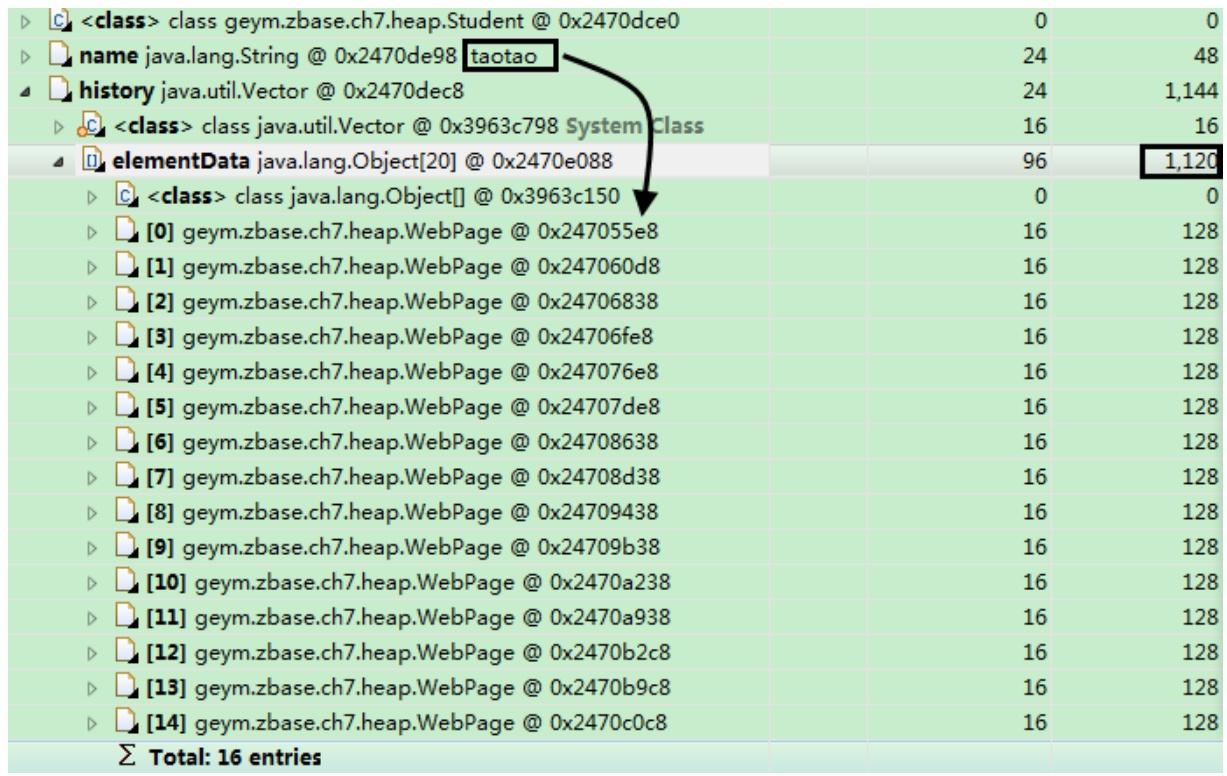 <class> class geym.zbase.ch7.heap.Student @ 0x2470dce0 0 0
name java.lang.String @ 0x2470de98 taotao 24 48
history java.util.Vector @ 0x2470dec8 24 1,144
<class> class java.util.Vector @ 0x3963c798 System Class 16 16
elementData java.lang.Object[20] @ 0x2470e088 96 1,120
<class> class java.lang.Object[] @ 0x3963c150 0 0
[0] geym.zbase.ch7.heap.WebPage @ 0x247055e8 16 128
[1] geym.zbase.ch7.heap.WebPage @ 0x247060d8 16 128
[2] geym.zbase.ch7.heap.WebPage @ 0x24706838 16 128
[3] geym.zbase.ch7.heap.WebPage @ 0x24706fe8 16 128
[4] geym.zbase.ch7.heap.WebPage @ 0x247076e8 16 128
[5] geym.zbase.ch7.heap.WebPage @ 0x24707de8 16 128
[6] geym.zbase.ch7.heap.WebPage @ 0x24708638 16 128
[7] geym.zbase.ch7.heap.WebPage @ 0x24708d38 16 128
[8] geym.zbase.ch7.heap.WebPage @ 0x24709438 16 128
[9] geym.zbase.ch7.heap.WebPage @ 0x24709b38 16 128
[10] geym.zbase.ch7.heap.WebPage @ 0x2470a238 16 128
[11] geym.zbase.ch7.heap.WebPage @ 0x2470a938 16 128
[12] geym.zbase.ch7.heap.WebPage @ 0x2470b2c8 16 128
[13] geym.zbase.ch7.heap.WebPage @ 0x2470b9c8 16 128
[14] geym.zbase.ch7.heap.WebPage @ 0x2470c0c8 16 128
Σ Total: 16 entries